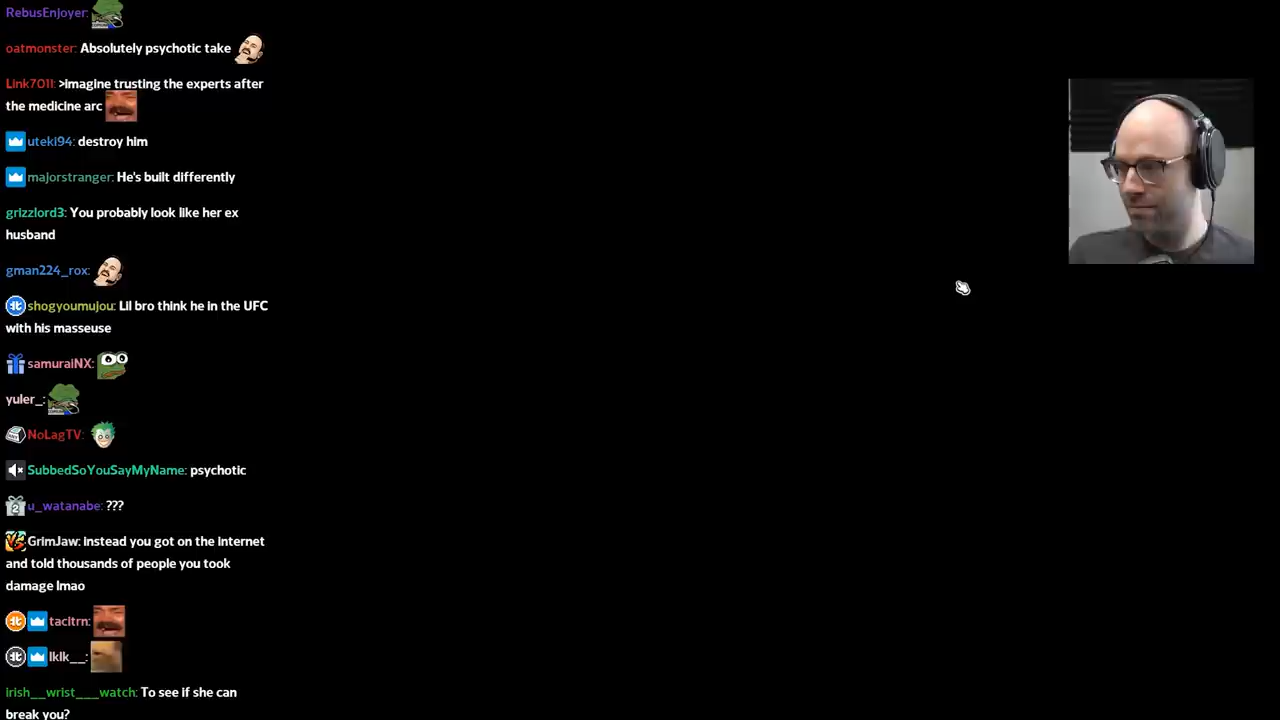 RebusEnjoyer:
oatmonster: Absolutely psychotic take
Link7011: >imagine trusting the experts after
the medicine arc
uteki94: destroy him
majorstranger: He's built differently
grizzlord3: You probably look like her ex
husband
gman224_rox:
shogyoumujou: Lil bro think he in the UFC
with his masseuse
samuraiNX:
yuler_:
NoLagTV:
SubbedSoYouSayMyName: psychotic
u_watanabe: ???
GrimJaw: instead you got on the internet
and told thousands of people you took
damage lmao
tacitrn:
lklk__:
irish__wrist___watch: To see if she can
break you?